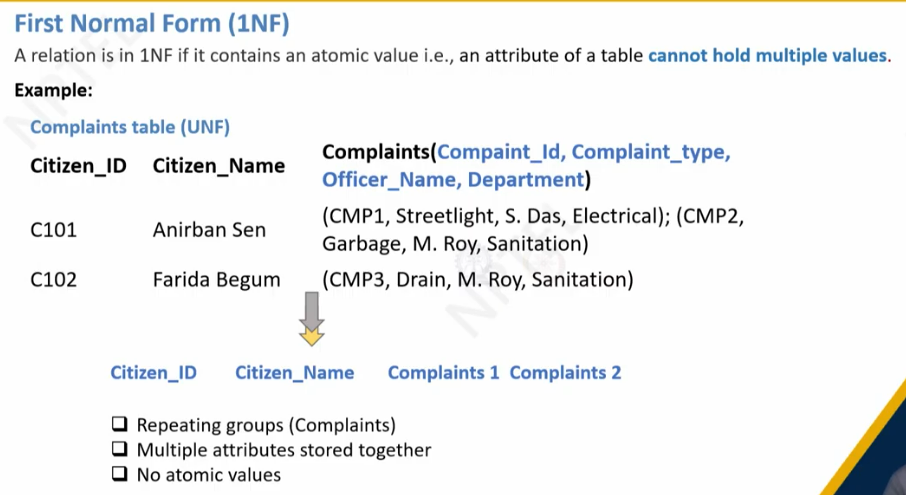 First Normal Form (1NF)
A relation is in 1NF if it contains an atomic value i.e., an attribute of a table cannot hold multiple values.
Example:
Complaints table (UNF)
Citizen_ID Citizen_Name Complaints(Compaint_Id, Complaint_type,
Officer_Name, Department)
C101 Anirban Sen (CMP1, Streetlight, S. Das, Electrical); (CMP2,
Garbage, M. Roy, Sanitation)
C102 Farida Begum (CMP3, Drain, M. Roy, Sanitation)
Citizen_ID Citizen_Name Complaints 1 Complaints 2
Repeating groups (Complaints)
Multiple attributes stored together
No atomic values